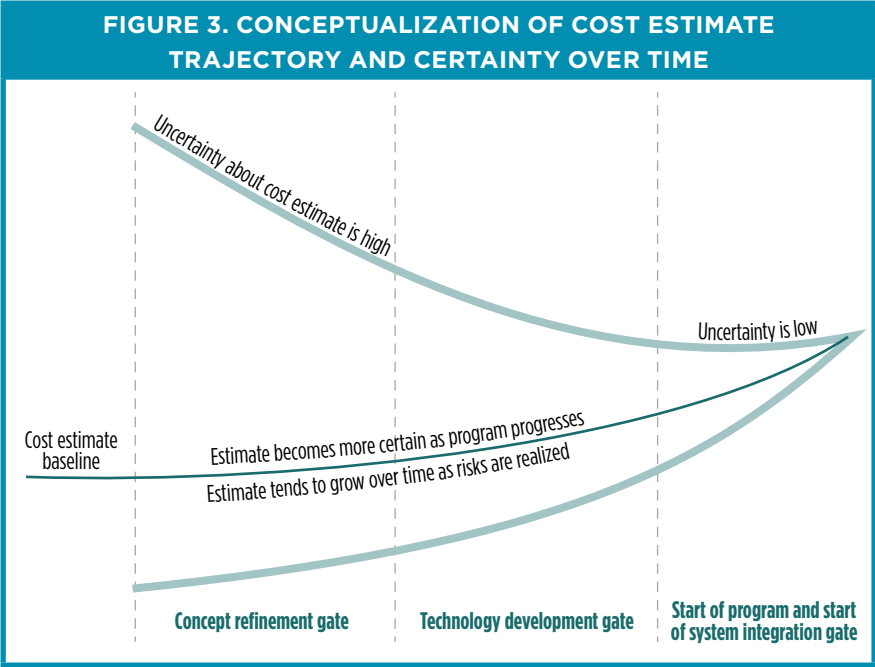 FIGURE 3. CONCEPTUALIZATION OF COST ESTIMATE
TRAJECTORY AND CERTAINTY OVER TIME
Uncertainty about cost estimate is high
Uncertainty is low
Cost estimate
baseline
Estimate becomes more certain as program progresses
Estimate tends to grow over time as risks are realized
Concept refinement gate
Technology development gate
Start of program and start
of system integration gate